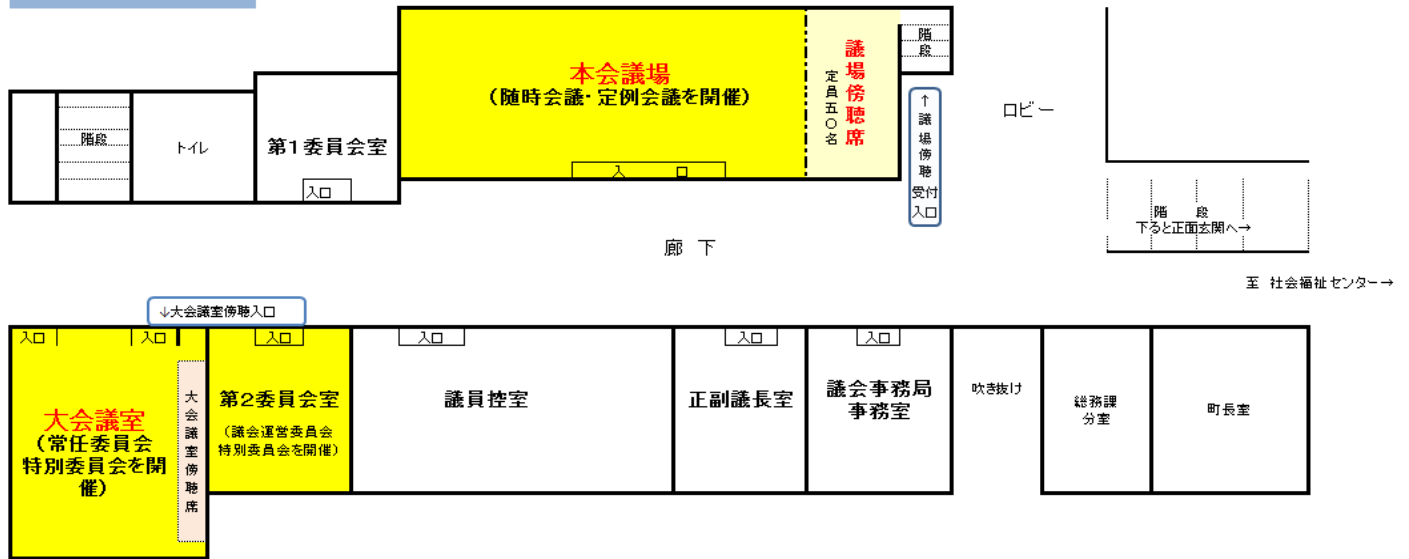 階段
トイレ
第1委員会室
入口
本会議場
(随時会議・定例会議を開催)
入 口
議場傍聴席
定員五〇名
階段
↑議場傍聴
受付
入口
ロビー
階 段
下ると正面玄関へ→
廊 下
至 社会福祉センター→
↓大会議室傍聴入口
入口
入口
大会議室
(常任委員会
特別委員会を開
催)
大会議室傍聴席
入口
第2委員会室
(議会運営委員会
特別委員会を開催)
入口
議員控室
入口
正副議長室
入口
議会事務局
事務室
吹き抜け
総務課
分室
町長室